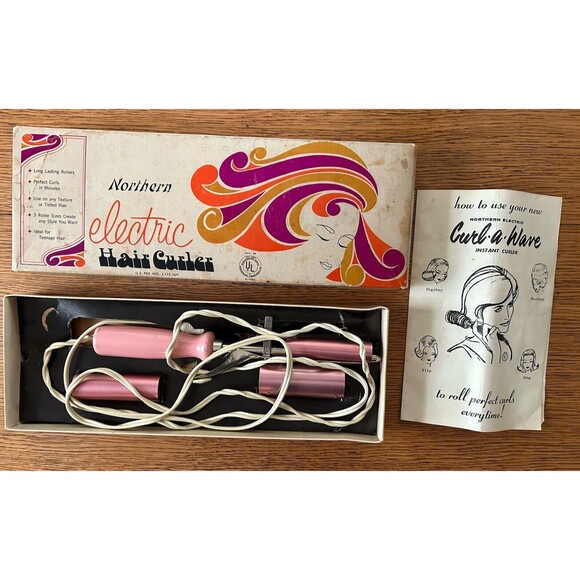 Long Lasting Rollers
Perfect Curls
in Minutes
Use on any Texture
or Tinted Hair
3 Roller Sizes Create
any Style You Want
Ideal for
Teenage Hair
Northern
electric
Hair Curler
UL
how to use your new
NORTHERN ELECTRIC
Curl-a-Wave
INSTANT CURLER
Pageboy
Flip
to roll perfect curls
everytime!